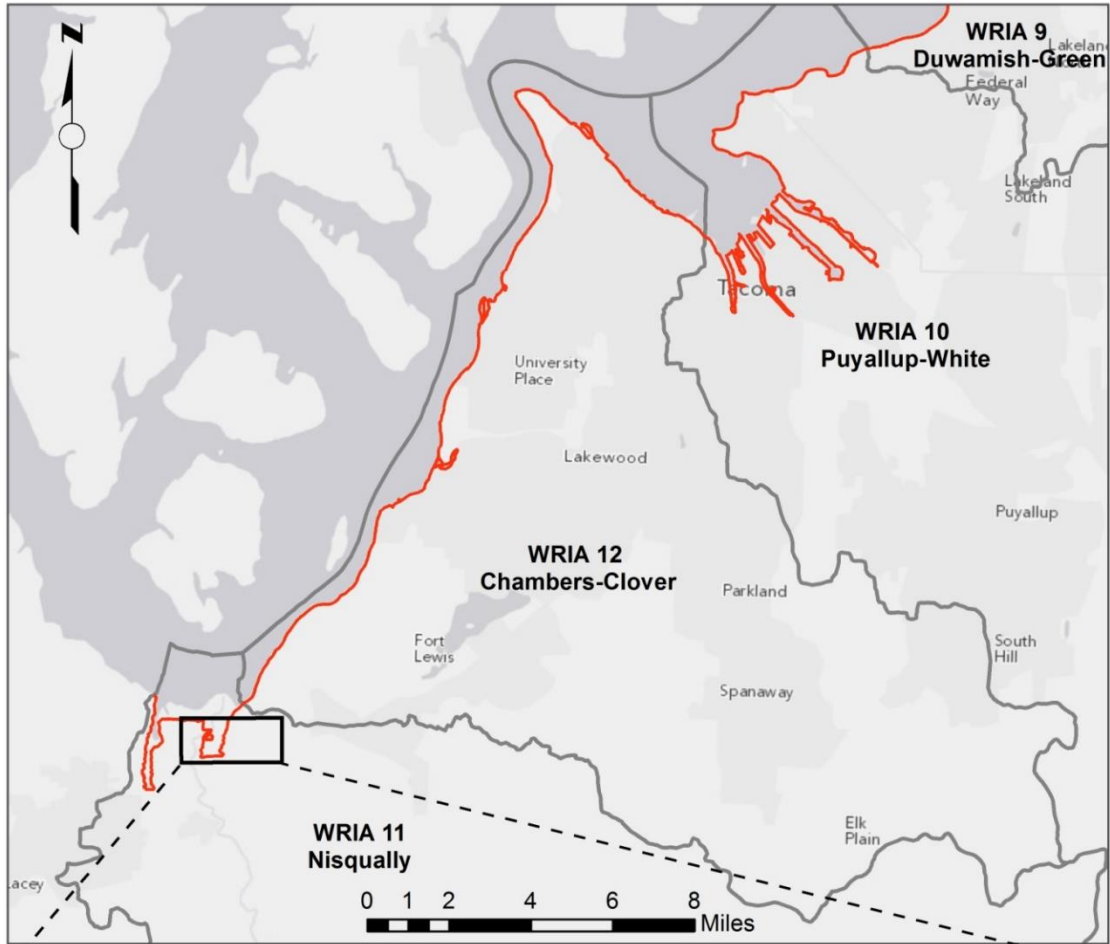 N
WRIA 9
Duwamish-Green
Lakeland
Federal
Way
Lakeland
South
Tacoma
WRIA 10
Puyallup-White
University
Place
Lakewood
Puyallup
WRIA 12
Chambers-Clover
Parkland
Fort
Lewis
South
Hill
Spanaway
WRIA 11
Nisqually
Elk
Plain
Lacey
0 1 2 4 6 8
Miles